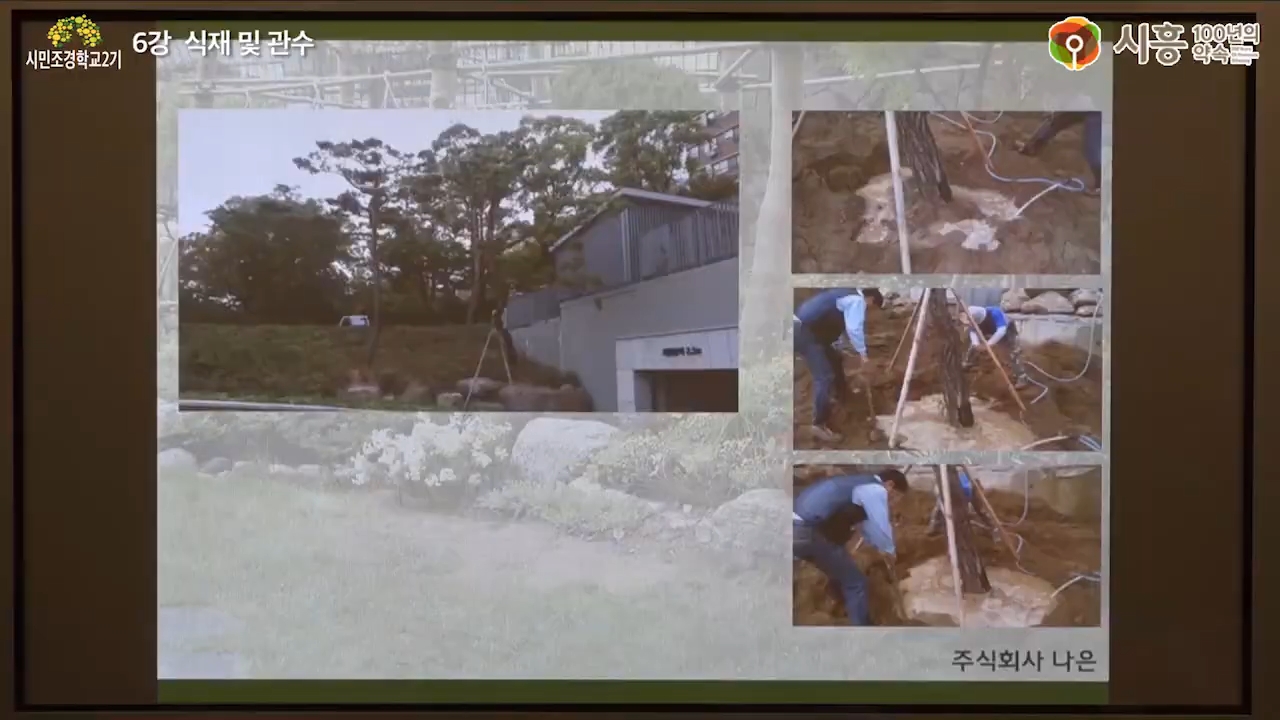 시민조경학교2기
6강 식재 및 관수
시흥 100년의
약속
주식회사 나은